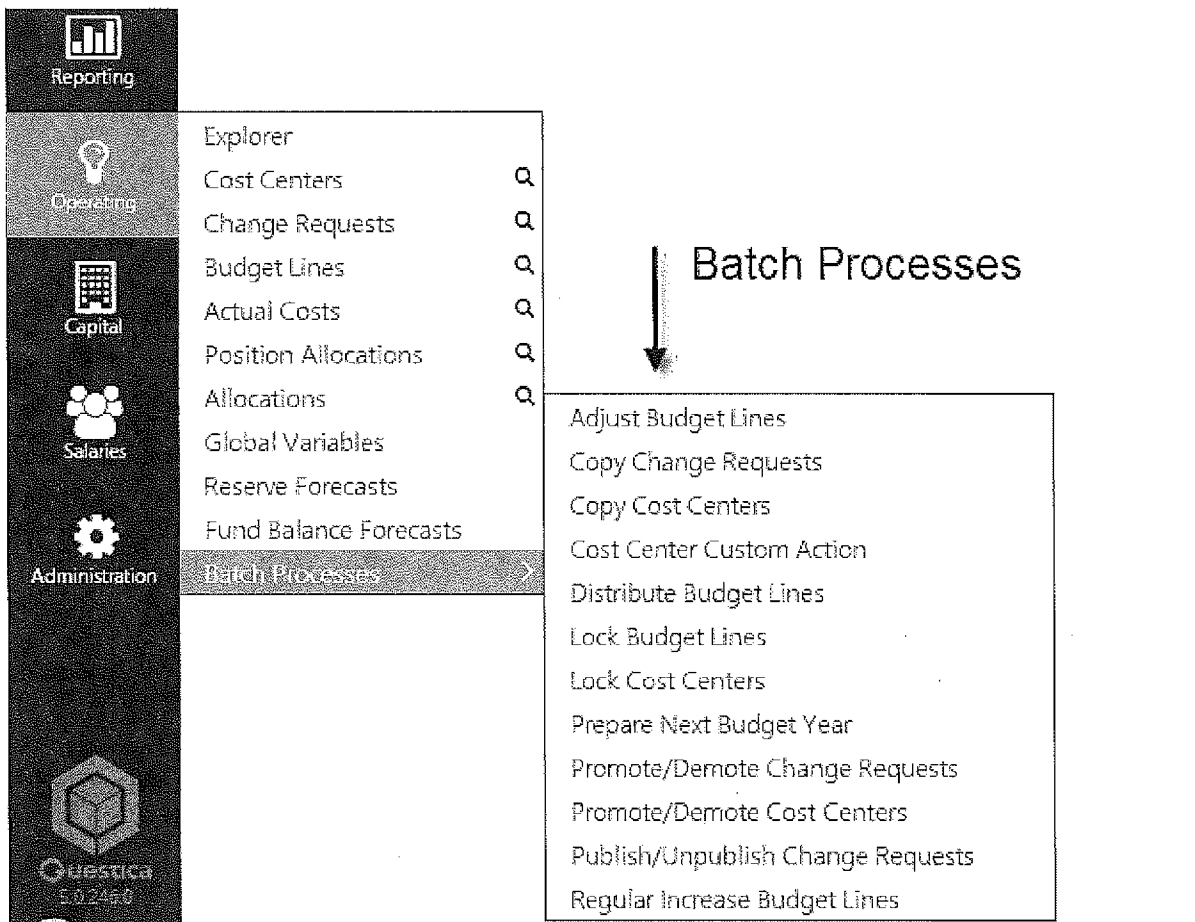 Reporting
Operating
Capital
Salaries
Administration
Questica
Explorer
Cost Centers
Change Requests
Budget Lines
Actual Costs
Position Allocations
Allocations
Global Variables
Reserve Forecasts
Fund Balance Forecasts
Batch Processes
Batch Processes
Adjust Budget Lines
Copy Change Requests
Copy Cost Centers
Cost Center Custom Action
Distribute Budget Lines
Lock Budget Lines
Lock Cost Centers
Prepare Next Budget Year
Promote/Demote Change Requests
Promote/Demote Cost Centers
Publish/Unpublish Change Requests
Regular Increase Budget Lines